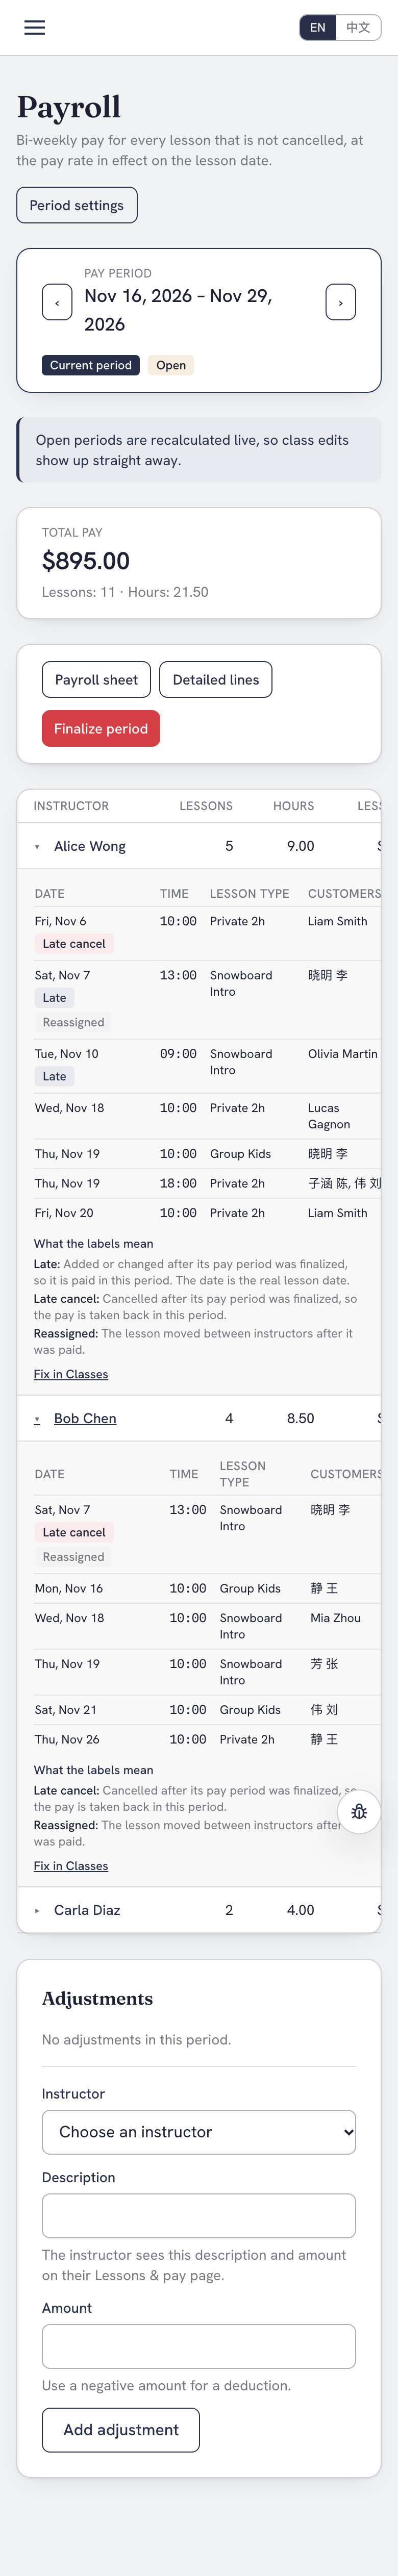 EN 中文
Payroll
Bi-weekly pay for every lesson that is not cancelled, at
the pay rate in effect on the lesson date.
Period settings
PAY PERIOD
‹ Nov 16, 2026 – Nov 29, ›
2026
Current period Open
Open periods are recalculated live, so class edits
show up straight away.
TOTAL PAY
$895.00
Lessons: 11 · Hours: 21.50
Payroll sheet Detailed lines
Finalize period
INSTRUCTOR LESSONS HOURS LESS
▾ Alice Wong 5 9.00 $
DATE TIME LESSON TYPE CUSTOMERS
Fri, Nov 6 10:00 Private 2h Liam Smith
Late cancel
Sat, Nov 7 13:00 Snowboard 晓明 李
Late Intro
Reassigned
Tue, Nov 10 09:00 Snowboard Olivia Martin
Late Intro
Wed, Nov 18 10:00 Private 2h Lucas
Gagnon
Thu, Nov 19 10:00 Group Kids 晓明 李
Thu, Nov 19 18:00 Private 2h 子涵 陈, 伟 刘
Fri, Nov 20 10:00 Private 2h Liam Smith
What the labels mean
Late: Added or changed after its pay period was finalized,
so it is paid in this period. The date is the real lesson date.
Late cancel: Cancelled after its pay period was finalized, so
the pay is taken back in this period.
Reassigned: The lesson moved between instructors after it
was paid.
Fix in Classes
▾ Bob Chen 4 8.50 $
LESSON
DATE TIME TYPE CUSTOMERS
Sat, Nov 7 13:00 Snowboard 晓明 李
Late cancel Intro
Reassigned
Mon, Nov 16 10:00 Group Kids 静 王
Wed, Nov 18 10:00 Snowboard Mia Zhou
Intro
Thu, Nov 19 10:00 Snowboard 芳 张
Intro
Sat, Nov 21 10:00 Group Kids 伟 刘
Thu, Nov 26 10:00 Private 2h 静 王
What the labels mean
Late cancel: Cancelled after its pay period was finalized, so
the pay is taken back in this period.
Reassigned: The lesson moved between instructors after
was paid.
Fix in Classes
▸ Carla Diaz 2 4.00 $
Adjustments
No adjustments in this period.
Instructor
Choose an instructor
Description
The instructor sees this description and amount
on their Lessons & pay page.
Amount
Use a negative amount for a deduction.
Add adjustment